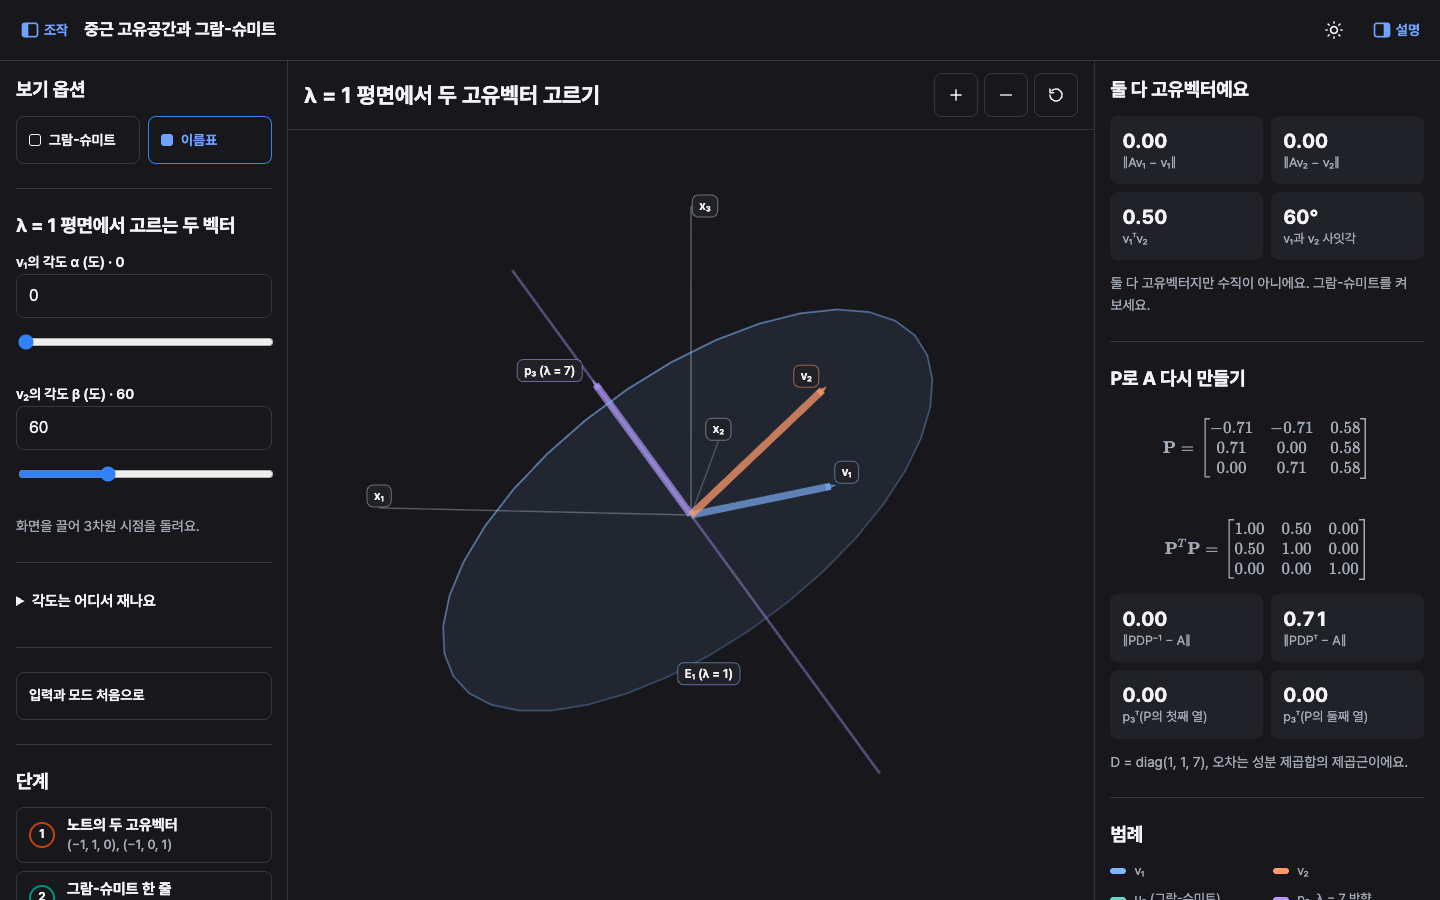 조작
중근 고유공간과 그람-슈미트
설명
보기 옵션
그람-슈미트
이름표
λ = 1 평면에서 고르는 두 벡터
v₁의 각도 α (도) · 0
0
v₂의 각도 β (도) · 60
60
화면을 끌어 3차원 시점을 돌려요.
▶ 각도는 어디서 재나요
입력과 모드 처음으로
단계
1
노트의 두 고유벡터
(−1, 1, 0), (−1, 0, 1)
2
그람-슈미트 한 줄
λ = 1 평면에서 두 고유벡터 고르기
x₃
p₃ (λ = 7)
v₂
x₂
v₁
x₁
E₁ (λ = 1)
둘 다 고유벡터예요
0.00
‖Av₁ − v₁‖
0.00
‖Av₂ − v₂‖
0.50
v₁ᵀv₂
60°
v₁과 v₂ 사잇각
둘 다 고유벡터지만 수직이 아니에요. 그람-슈미트를 켜
보세요.
P로 A 다시 만들기
P = [−0.71 −0.71 0.58
0.71 0.00 0.58
0.00 0.71 0.58]
PᵀP = [1.00 0.50 0.00
0.50 1.00 0.00
0.00 0.00 1.00]
0.00
‖PDP⁻¹ − A‖
0.71
‖PDPᵀ − A‖
0.00
p₃ᵀ(P의 첫째 열)
0.00
p₃ᵀ(P의 둘째 열)
D = diag(1, 1, 7), 오차는 성분 제곱합의 제곱근이에요.
범례
v₁
v₂